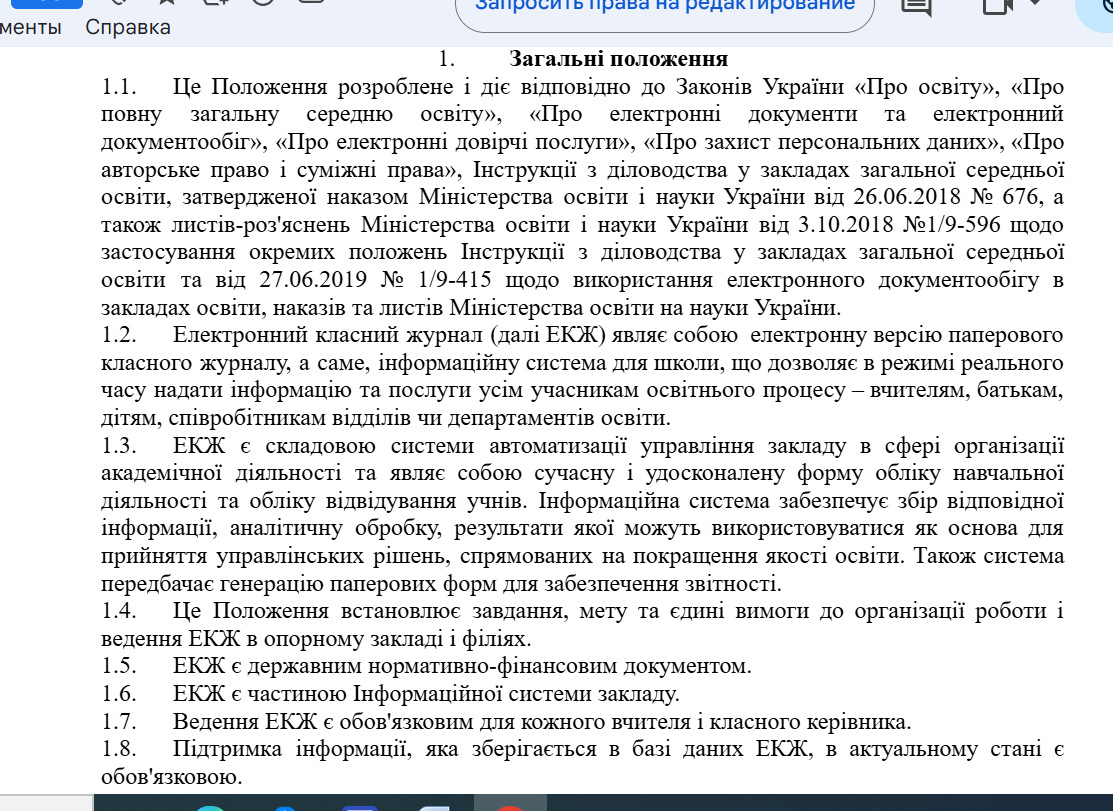 менты Справка
Запросить права на редактирование
1. Загальні положення
1.1. Це Положення розроблене і діє відповідно до Законів України «Про освіту», «Про
повну загальну середню освіту», «Про електронні документи та електронний
документообіг», «Про електронні довірчі послуги», «Про захист персональних даних», «Про
авторське право і суміжні права», Інструкції з діловодства у закладах загальної середньої
освіти, затвердженої наказом Міністерства освіти і науки України від 26.06.2018 № 676, а
також листів-роз'яснень Міністерства освіти і науки України від 3.10.2018 №1/9-596 щодо
застосування окремих положень Інструкції з діловодства у закладах загальної середньої
освіти та від 27.06.2019 № 1/9-415 щодо використання електронного документообігу в
закладах освіти, наказів та листів Міністерства освіти на науки України.
1.2. Електронний класний журнал (далі ЕКЖ) являє собою електронну версію паперового
класного журналу, а саме, інформаційну система для школи, що дозволяє в режимі реального
часу надати інформацію та послуги усім учасникам освітнього процесу – вчителям, батькам,
дітям, співробітникам відділів чи департаментів освіти.
1.3. ЕКЖ є складовою системи автоматизації управління закладу в сфері організації
академічної діяльності та являє собою сучасну і удосконалену форму обліку навчальної
діяльності та обліку відвідування учнів. Інформаційна система забезпечує збір відповідної
інформації, аналітичну обробку, результати якої можуть використовуватися як основа для
прийняття управлінських рішень, спрямованих на покращення якості освіти. Також система
передбачає генерацію паперових форм для забезпечення звітності.
1.4. Це Положення встановлює завдання, мету та єдині вимоги до організації роботи і
ведення ЕКЖ в опорному закладі і філіях.
1.5. ЕКЖ є державним нормативно-фінансовим документом.
1.6. ЕКЖ є частиною Інформаційної системи закладу.
1.7. Ведення ЕКЖ є обов'язковим для кожного вчителя і класного керівника.
1.8. Підтримка інформації, яка зберігається в базі даних ЕКЖ, в актуальному стані є
обов'язковою.